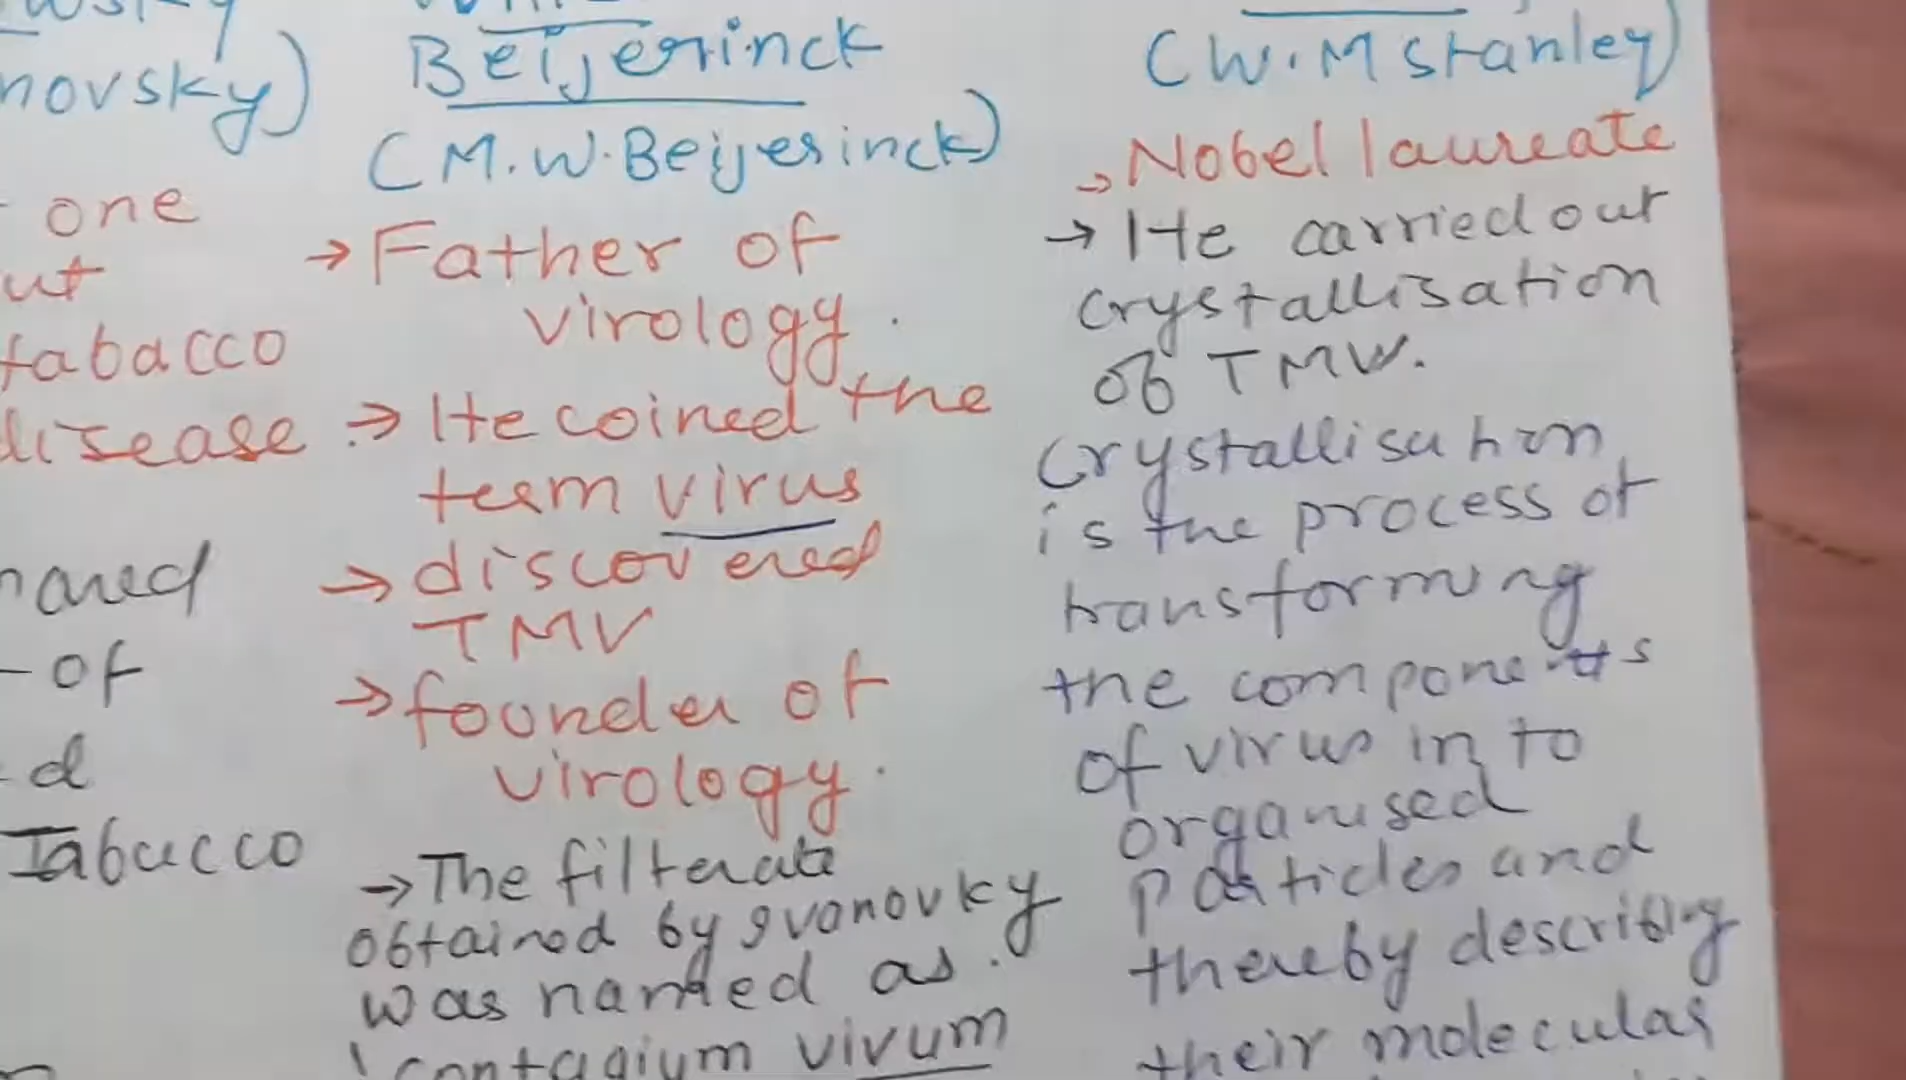 novsky)
one
ut
tabacco
disease
nared
- of
d
Tabucco
Beijerinck
(M.W.Beijerinck)
→ Father of
virology.
→ He coined the
term virus
→ discovered
TMV
→ founder of
virology.
→ The filterate
obtained by Ivonovky
was named as.
' contagium vivum
(W.M Stanley)
→ Nobel laureate
→ He carried out
crystallisation
of TMV.
Crystallisation
is the process of
transforming
the components
of virus in to
organised
particles and
thereby describing
their molecular